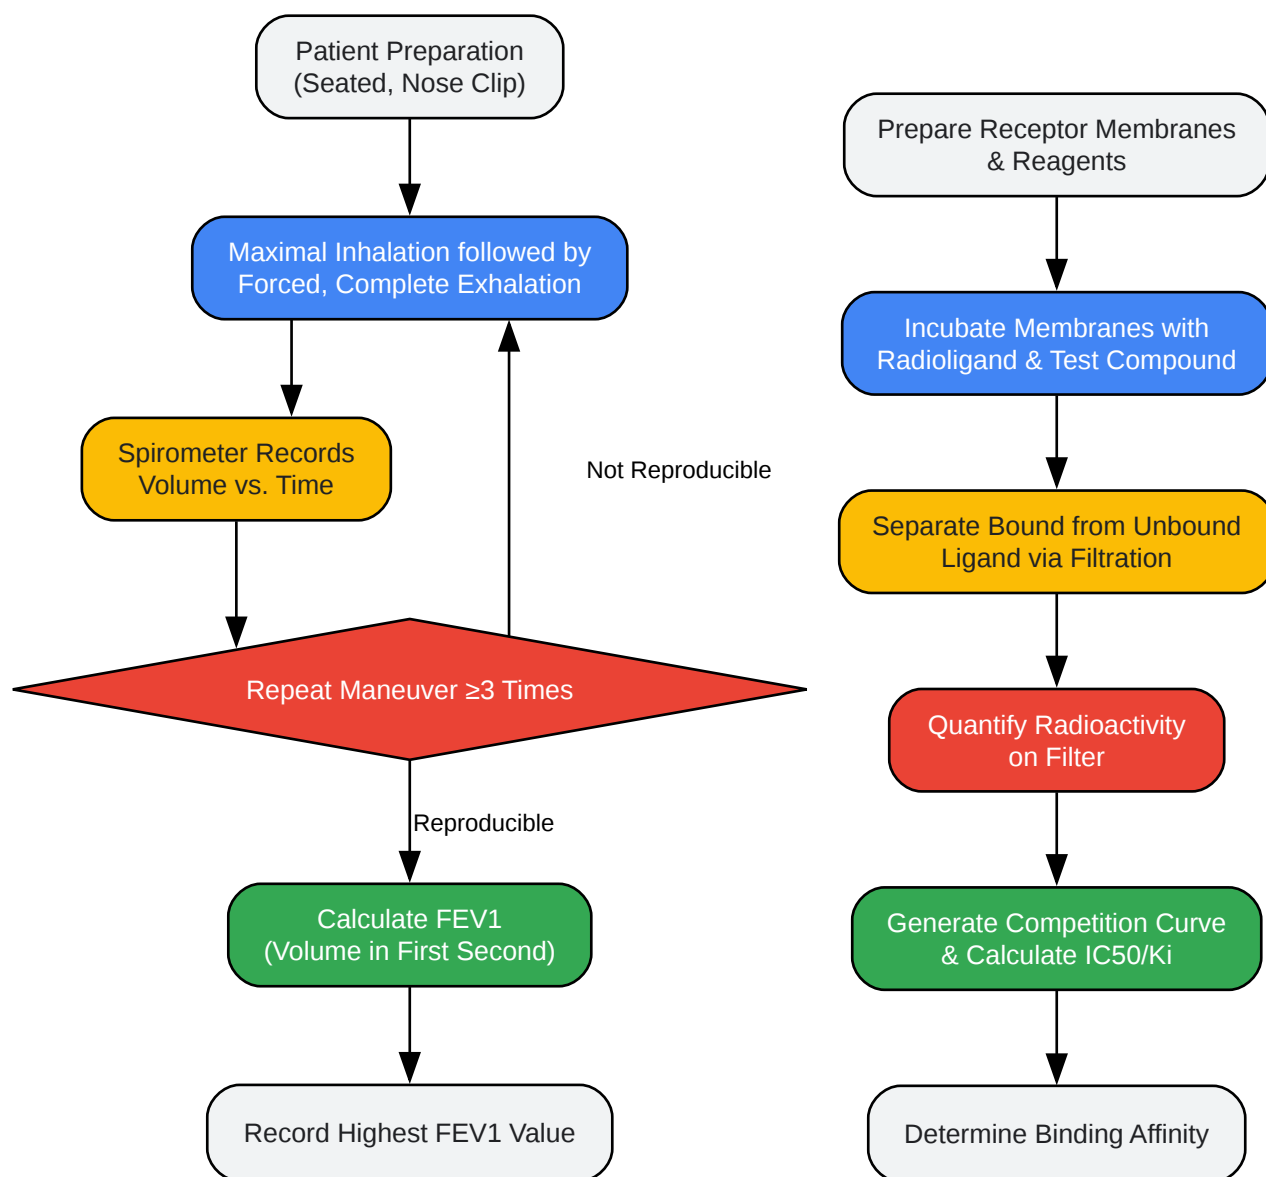 Patient Preparation
(Seated, Nose Clip)
Maximal Inhalation followed by
Forced, Complete Exhalation
Spirometer Records
Volume vs. Time
Not Reproducible
Repeat Maneuver ≥3 Times
Reproducible
Calculate FEV1
(Volume in First Second)
Record Highest FEV1 Value
Prepare Receptor Membranes
& Reagents
Incubate Membranes with
Radioligand & Test Compound
Separate Bound from Unbound
Ligand via Filtration
Quantify Radioactivity
on Filter
Generate Competition Curve
& Calculate IC50/Ki
Determine Binding Affinity